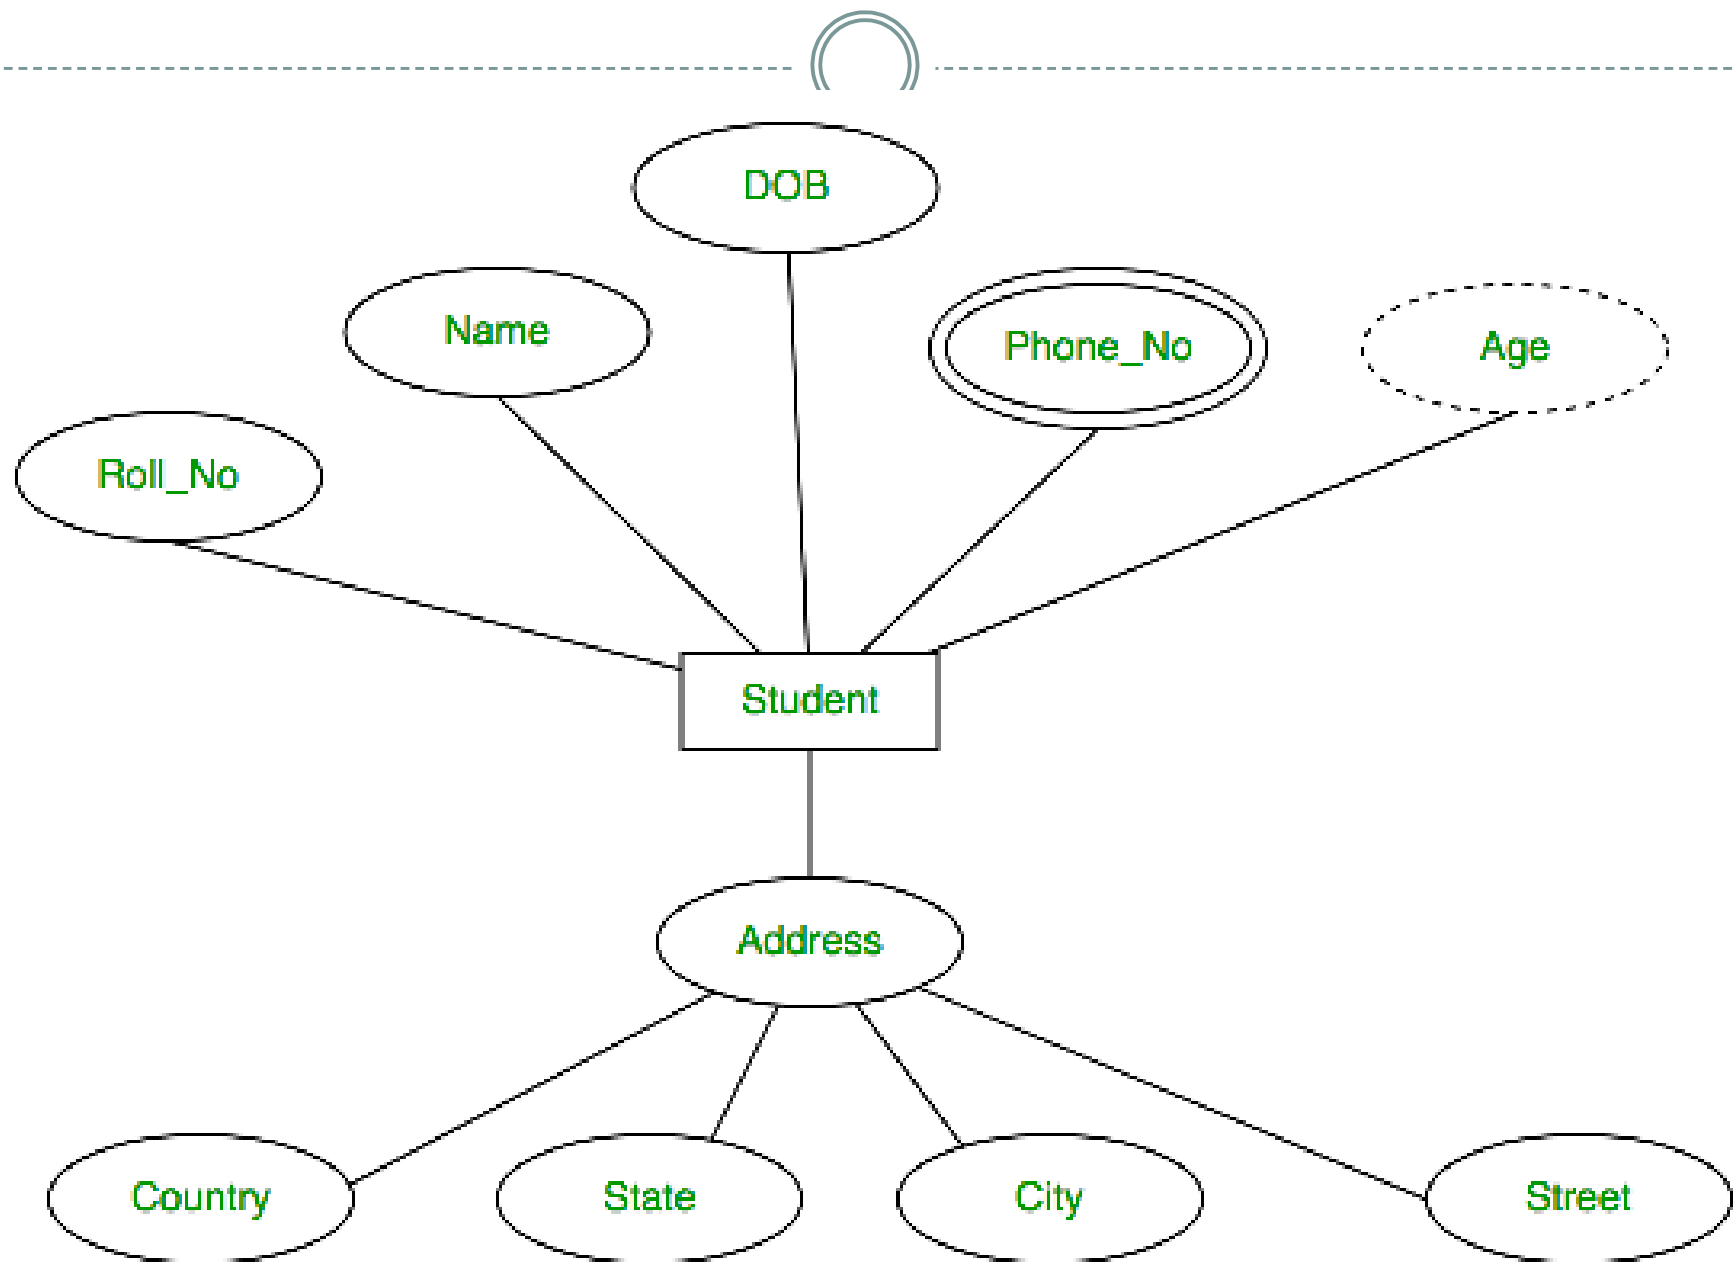 DOB
Name
Phone_No
Age
Roll_No
Student
Address
Country
State
City
Street